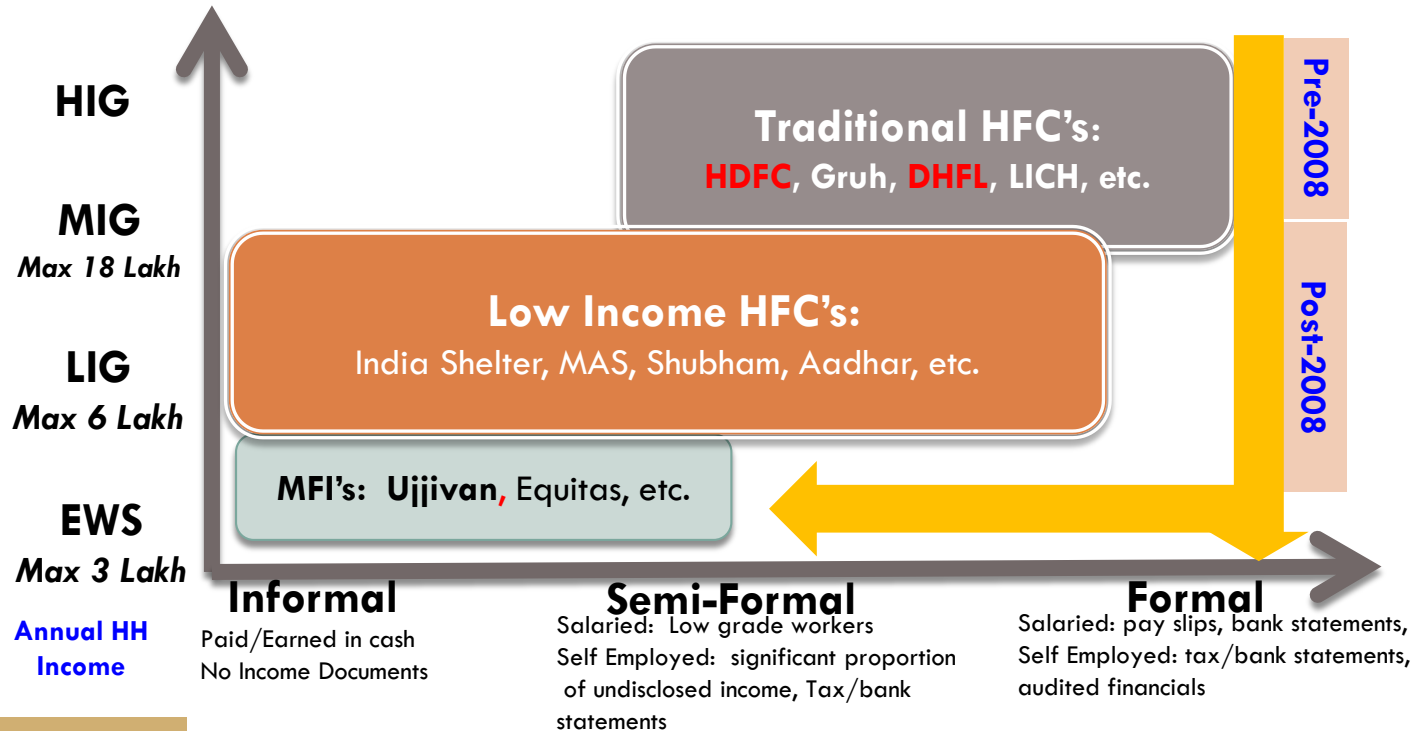 HIG
MIG
Max 18 Lakh
LIG
Max 6 Lakh
EWS
Max 3 Lakh
Annual HH
Income
Traditional HFC’s:
HDFC, Gruh, DHFL, LICH, etc.
Low Income HFC’s:
India Shelter, MAS, Shubham, Aadhar, etc.
MFI’s: Ujjivan, Equitas, etc.
Pre-2008
Post-2008
Informal
Paid/Earned in cash
No Income Documents
Semi-Formal
Salaried: Low grade workers
Self Employed: significant proportion
of undisclosed income, Tax/bank
statements
Formal
Salaried: pay slips, bank statements,
Self Employed: tax/bank statements,
audited financials